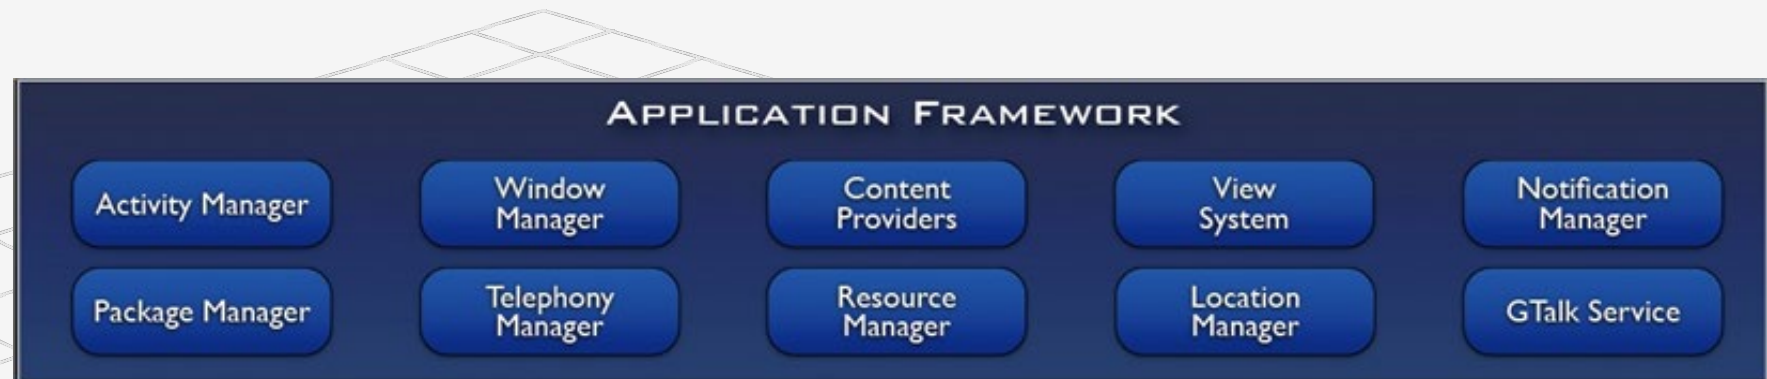 APPLICATION FRAMEWORK
Activity Manager
Window
Manager
Content
Providers
View
System
Notification
Manager
Package Manager
Telephony
Manager
Resource
Manager
Location
Manager
GTalk Service